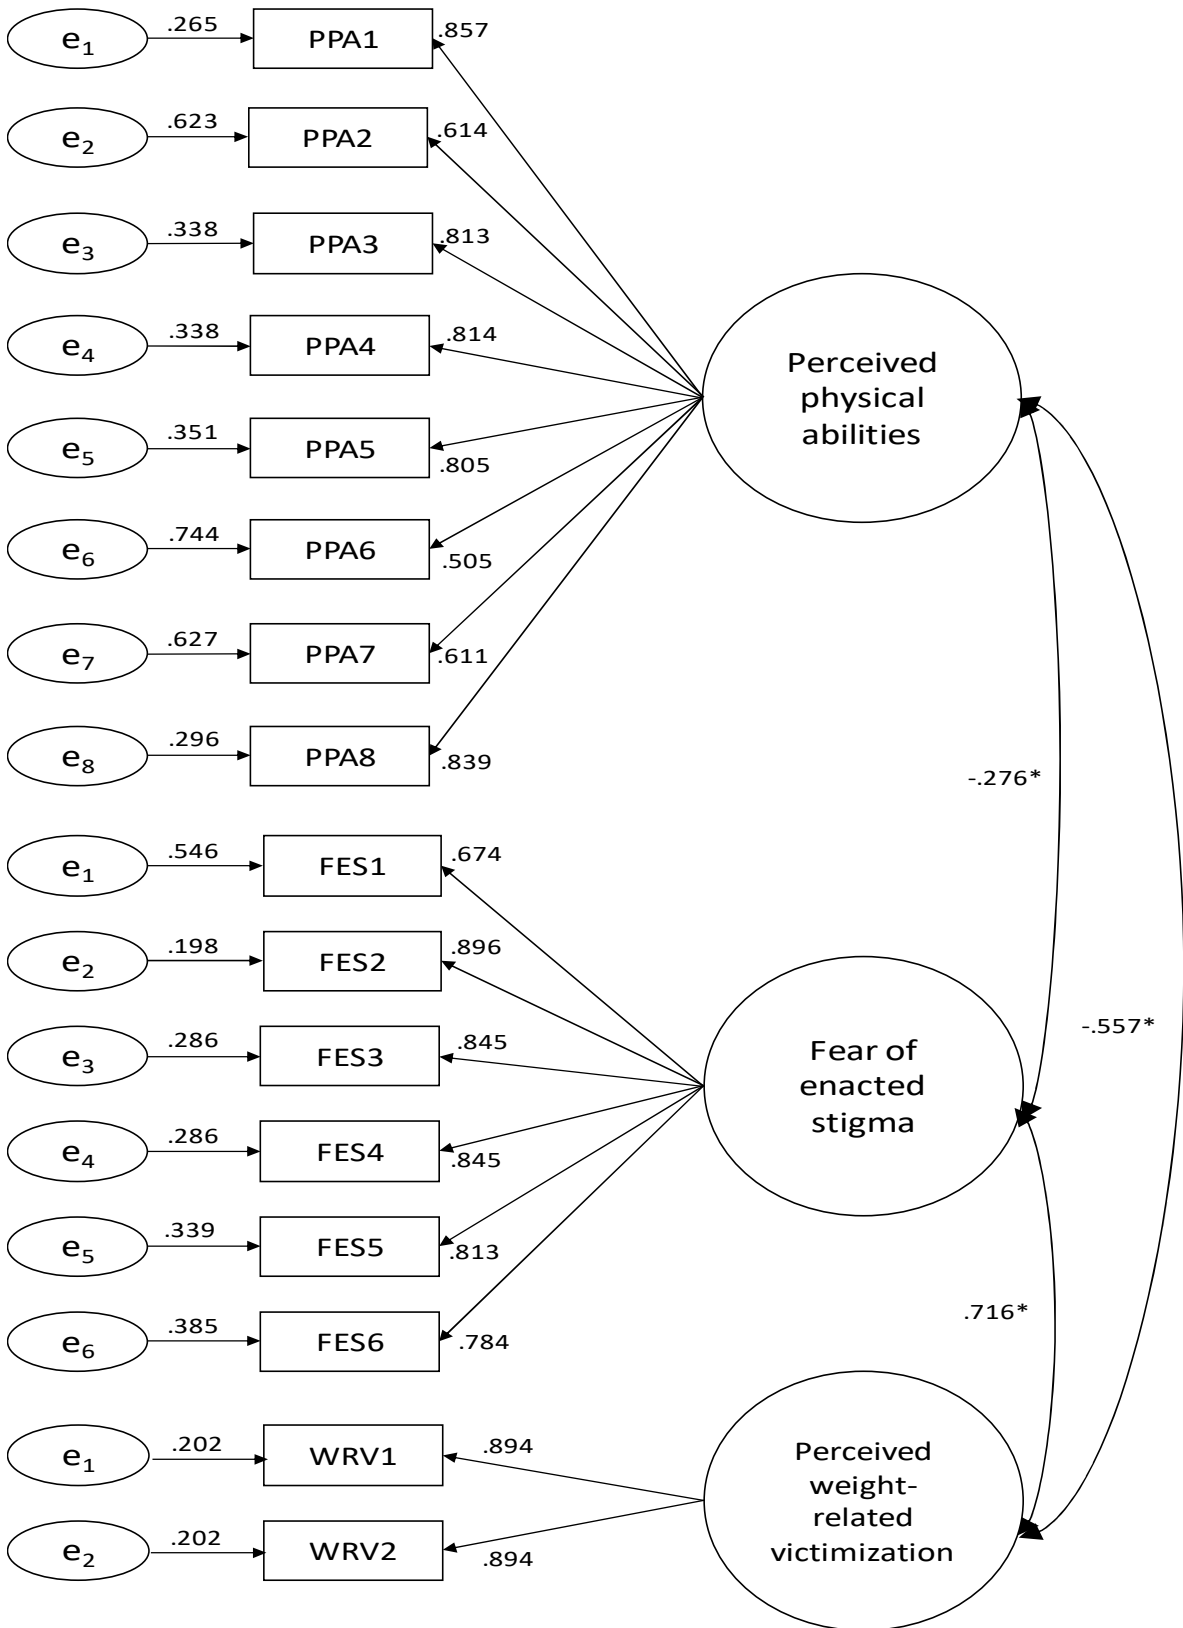 e1 .265 PPA1 .857
e2 .623 PPA2 .614
e3 .338 PPA3 .813
e4 .338 PPA4 .814
e5 .351 PPA5 .805
e6 .744 PPA6 .505
e7 .627 PPA7 .611
e8 .296 PPA8 .839
Perceived
physical
abilities
-.276*
-.557*
e1 .546 FES1 .674
e2 .198 FES2 .896
e3 .286 FES3 .845
e4 .286 FES4 .845
e5 .339 FES5 .813
e6 .385 FES6 .784
Fear of
enacted
stigma
.716*
e1 .202 WRV1 .894
e2 .202 WRV2 .894
Perceived
weight-
related
victimization